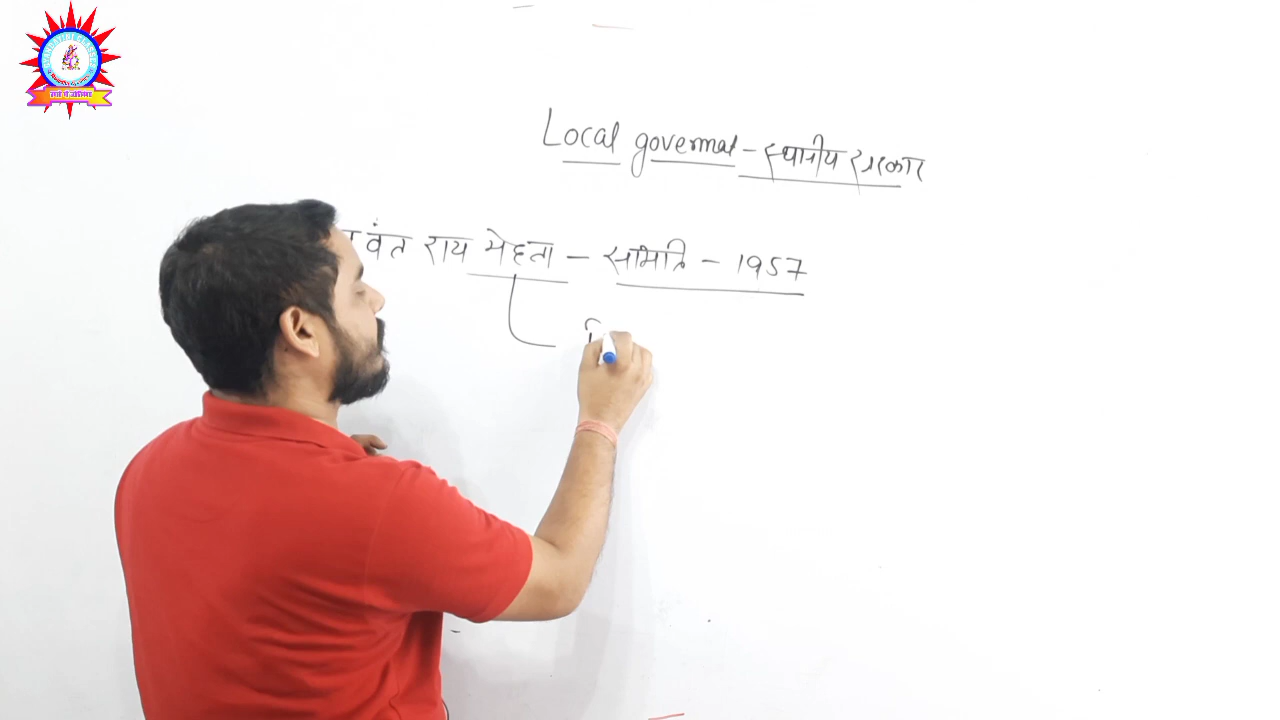 Local govermat - स्थानीय सरकार
वंत राय मेहता - समिति - 1957